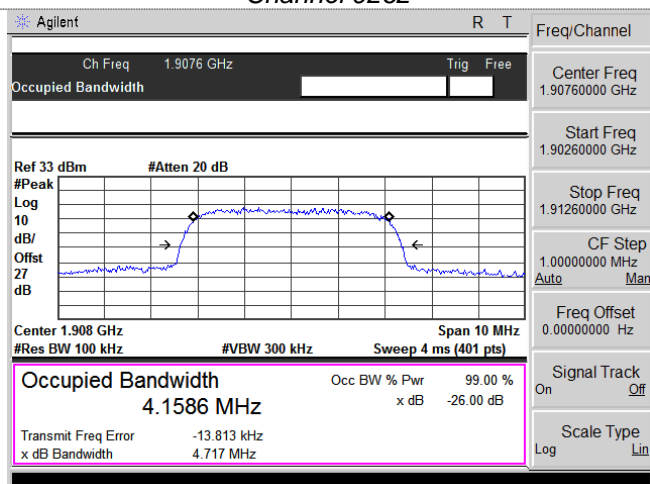 Agilent R T
Ch Freq 1.9076 GHz Trig Free
Occupied Bandwidth
Ref 33 dBm #Atten 20 dB
#Peak
Log
10
dB/
Offst
27
dB
Center 1.908 GHz Span 10 MHz
#Res BW 100 kHz #VBW 300 kHz Sweep 4 ms (401 pts)
Occupied Bandwidth Occ BW % Pwr 99.00 %
4.1586 MHz x dB -26.00 dB
Transmit Freq Error -13.813 kHz
x dB Bandwidth 4.717 MHz
Freq/Channel
Center Freq
1.90760000 GHz
Start Freq
1.90260000 GHz
Stop Freq
1.91260000 GHz
CF Step
1.00000000 MHz
Auto Man
Freq Offset
0.00000000 Hz
Signal Track
On Off
Scale Type
Log Lin